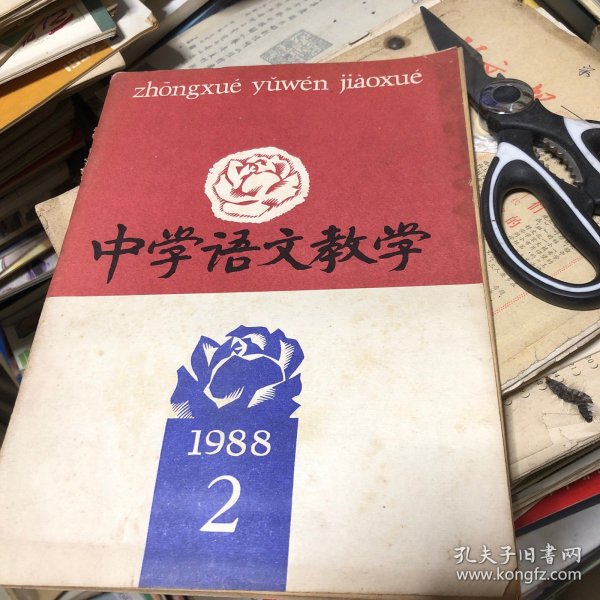 zhōngxué yǔwén jiàoxué
中学语文教学
1988
2
孔夫子旧书网
www.kongfz.com